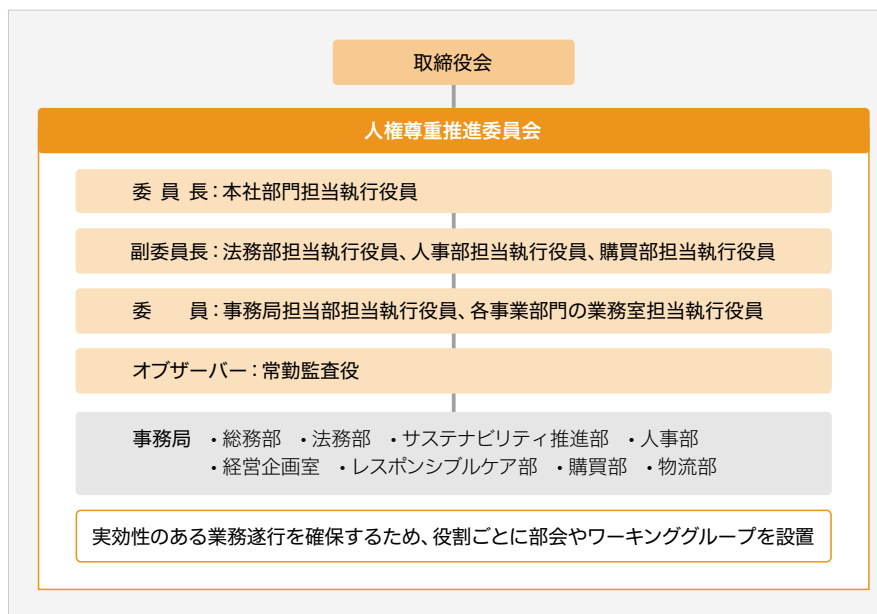 取締役会
人権尊重推進委員会
委 員 長：本社部門担当執行役員
副委員長：法務部担当執行役員、人事部担当執行役員、購買部担当執行役員
委　　員：事務局担当部担当執行役員、各事業部門の業務室担当執行役員
オブザーバー：常勤監査役
事務局 ・総務部 ・法務部 ・サステナビリティ推進部 ・人事部
・経営企画室 ・レスポンシブルケア部 ・購買部 ・物流部
実効性のある業務遂行を確保するため、役割ごとに部会やワーキンググループを設置